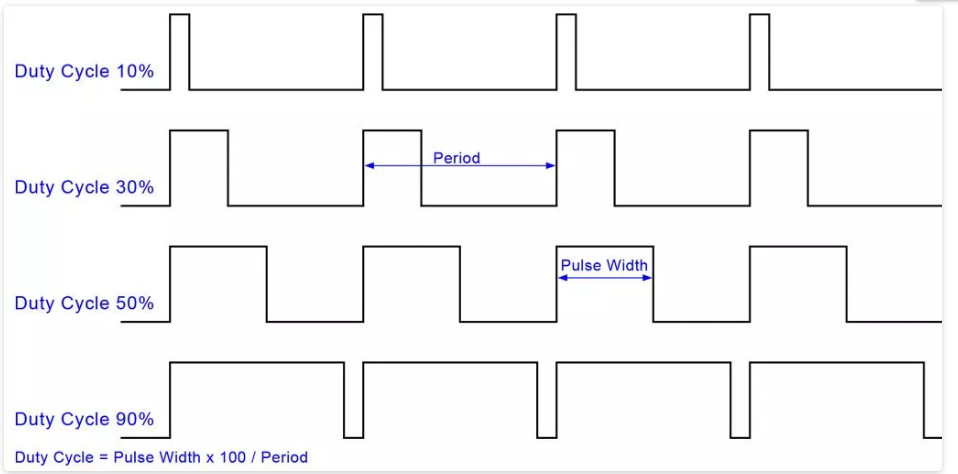 Duty Cycle 10%
Period
Duty Cycle 30%
Pulse Width
Duty Cycle 50%
Duty Cycle 90%
Duty Cycle = Pulse Width x 100 / Period